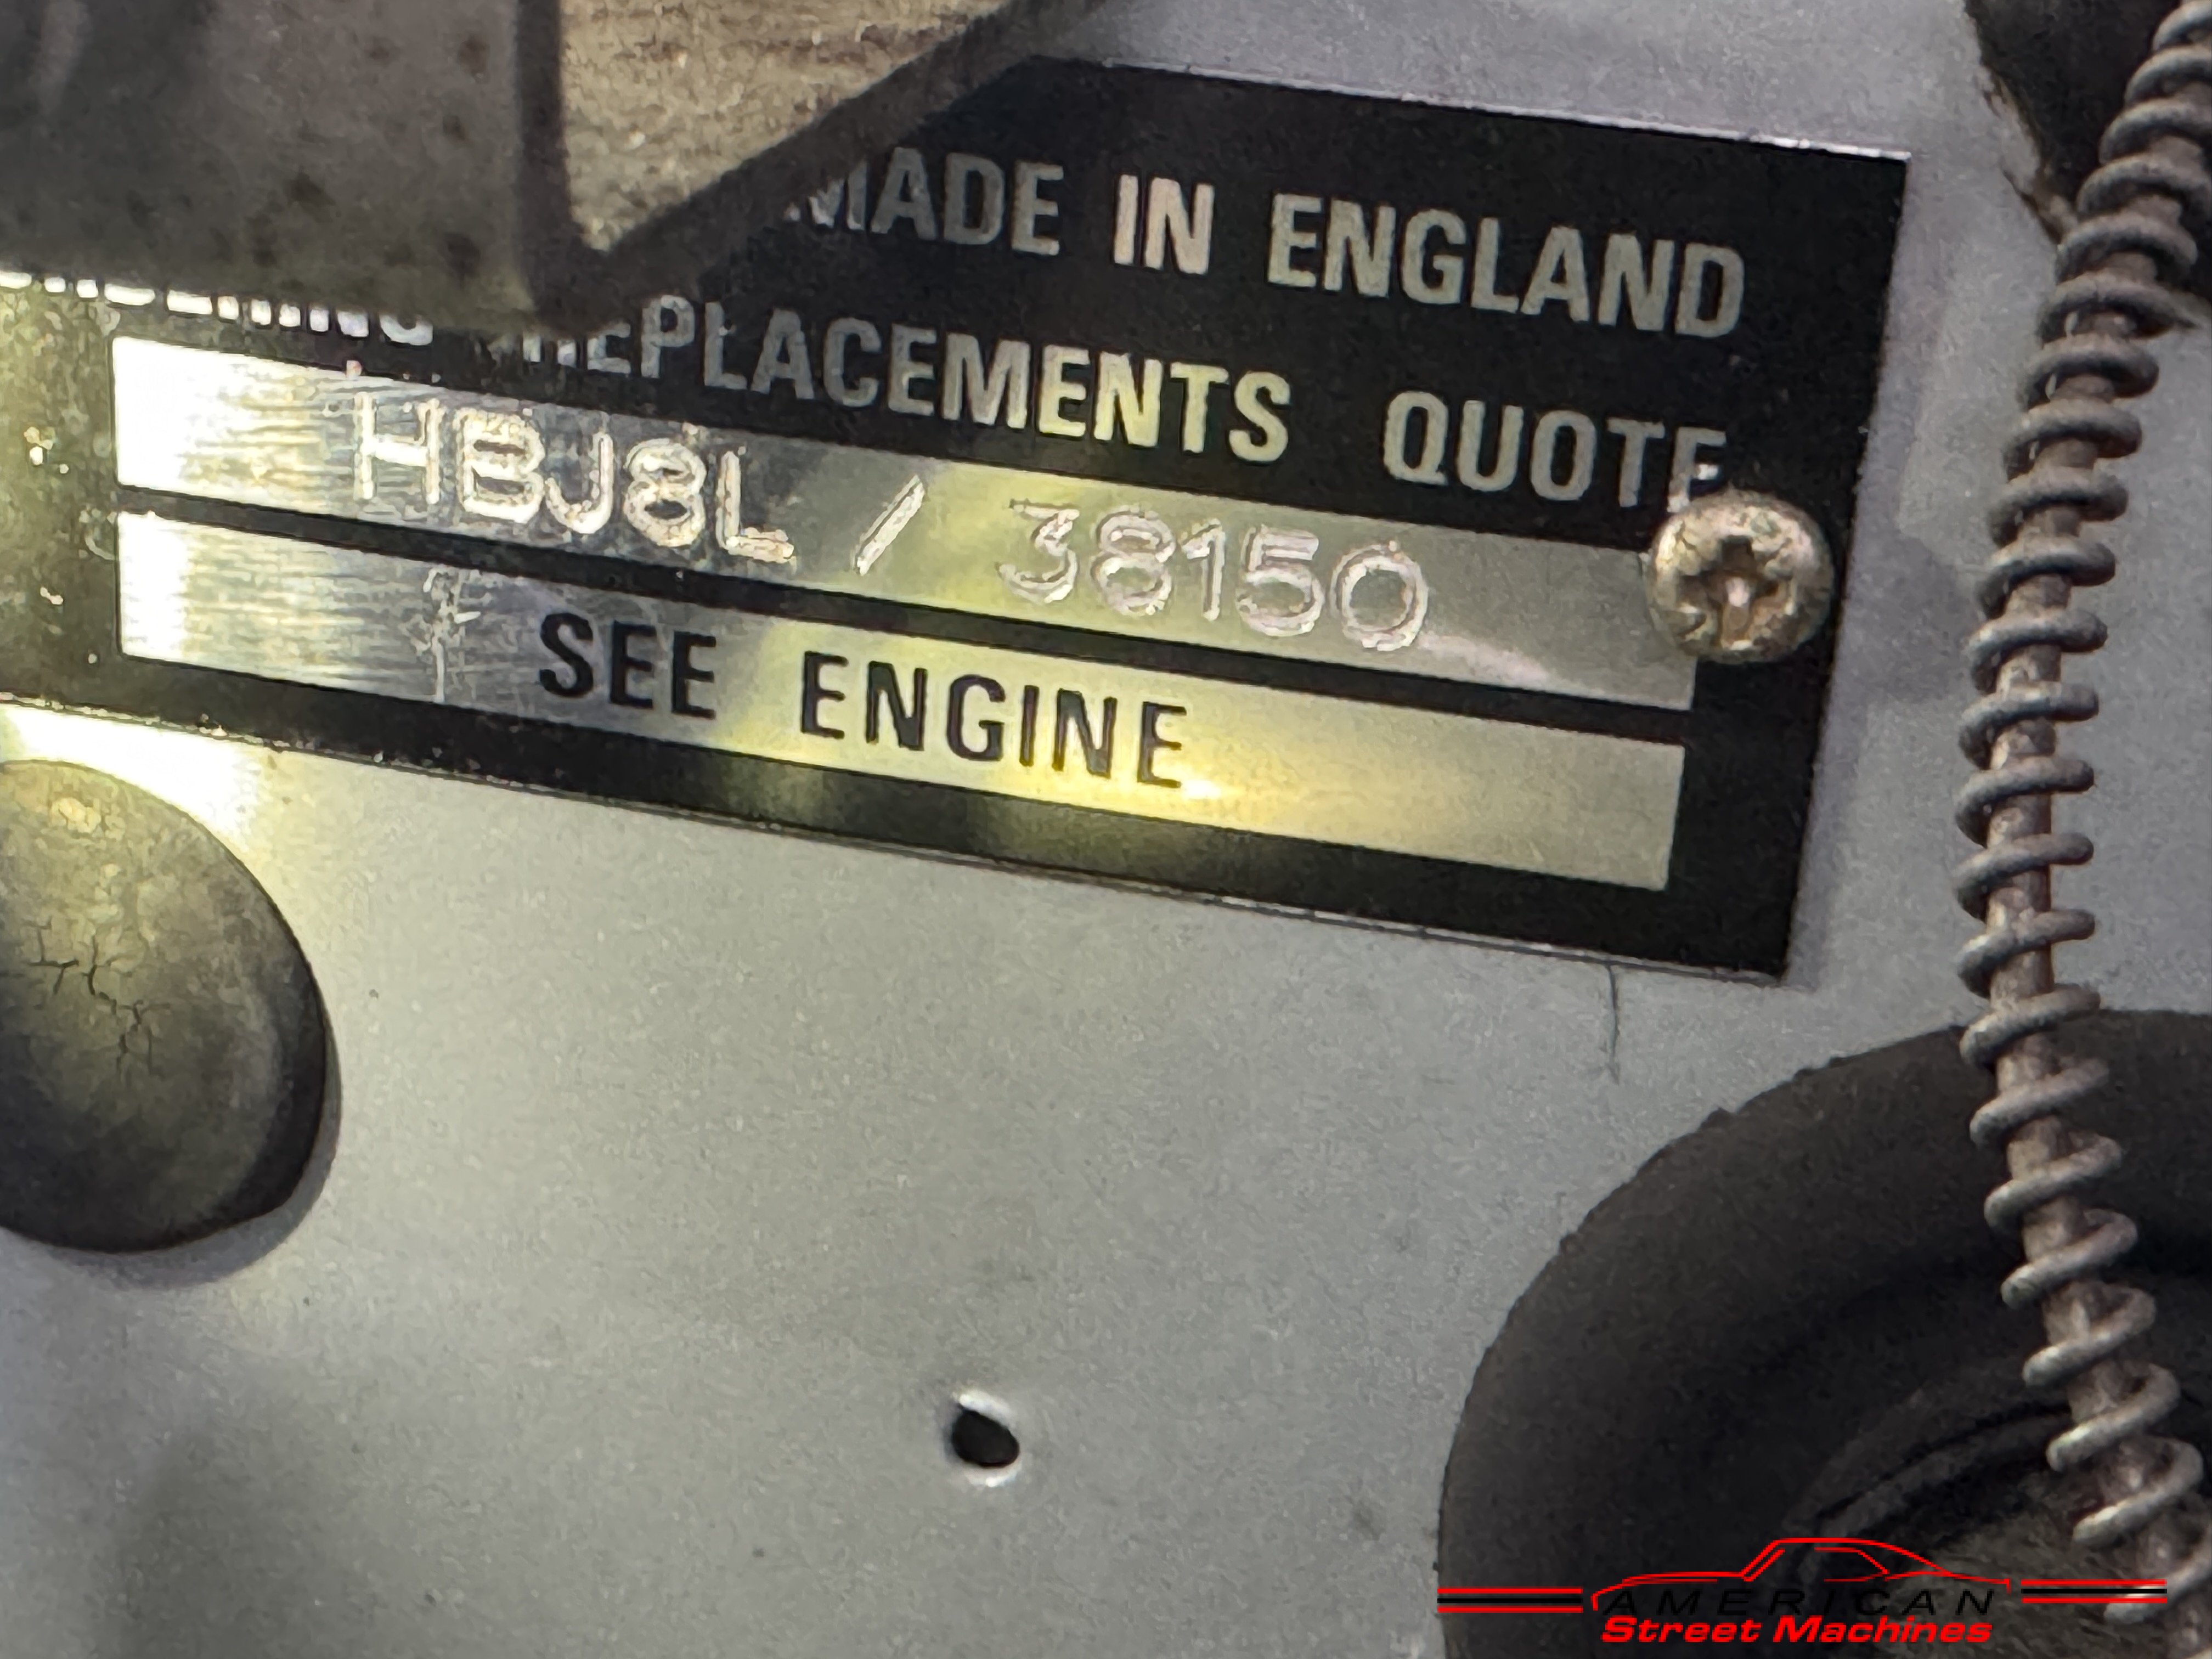 MADE IN ENGLAND
REPLACEMENTS QUOTE
HBJ8L / 38150
SEE ENGINE
AMERICAN
Street Machines